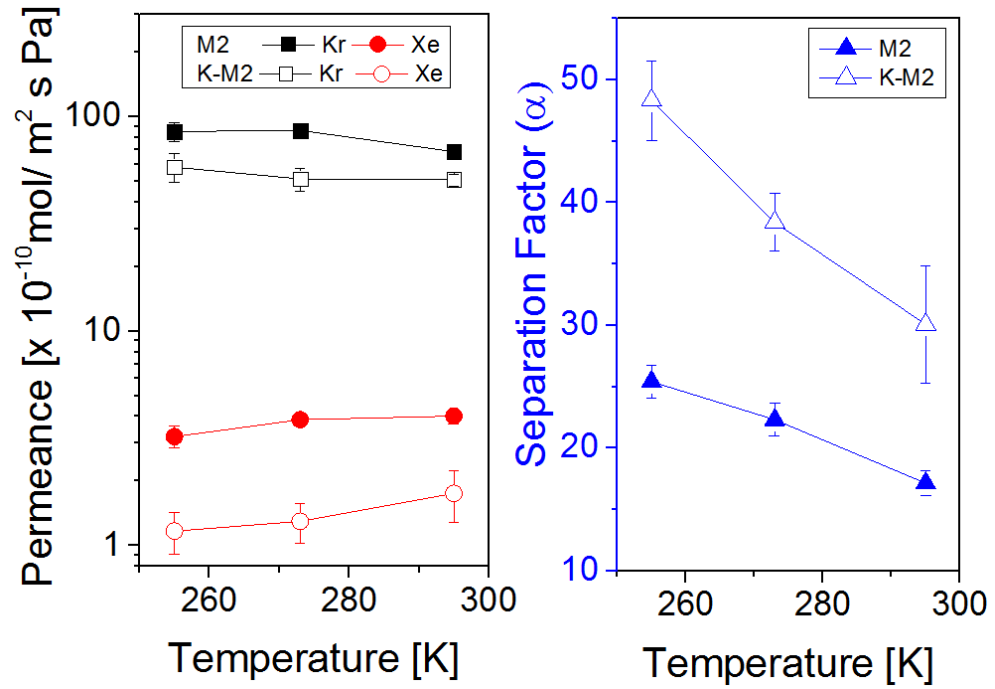 M2 Kr Xe
K-M2 Kr Xe
100
10
1
260 280 300
Permeance [x 10⁻¹⁰mol/ m² s Pa]
Temperature [K]
M2
K-M2
50
40
30
20
10
260 280 300
Separation Factor (α)
Temperature [K]